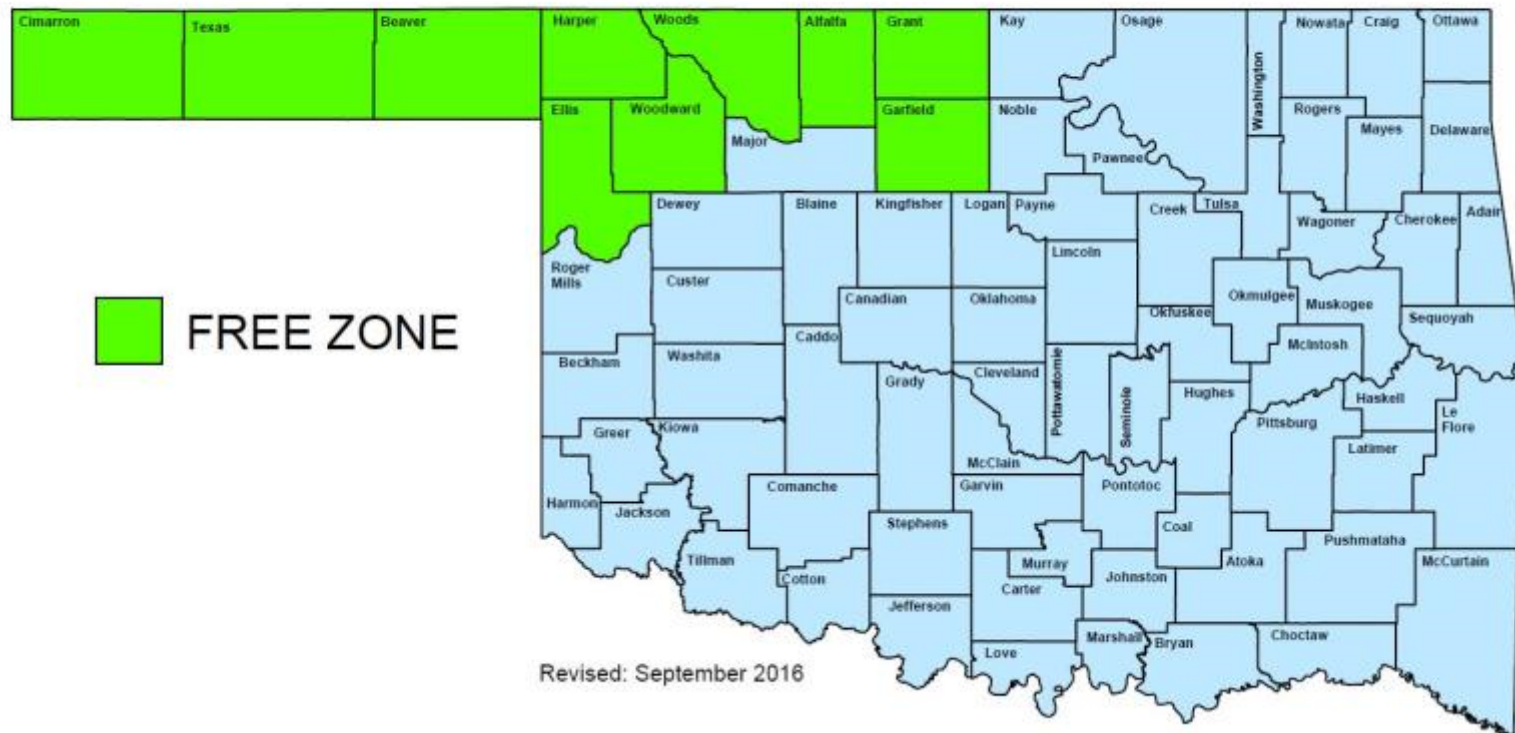 Cimarron
Texas
Beaver
Harper
Woods
Alfalfa
Grant
Kay
Osage
Washington
Nowata
Craig
Ottawa
Ellis
Woodward
Major
Garfield
Noble
Pawnee
Rogers
Mayes
Delaware
Dewey
Blaine
Kingfisher
Logan
Payne
Creek
Tulsa
Wagoner
Cherokee
Adair
Roger
Mills
Custer
Canadian
Oklahoma
Lincoln
Okfuskee
Okmulgee
Muskogee
Sequoyah
FREE ZONE
Beckham
Washita
Caddo
Grady
Cleveland
Pottawatomie
Seminole
Hughes
McIntosh
Pittsburg
Haskell
Le
Flore
Greer
Kiowa
McClain
Latimer
Harmon
Jackson
Comanche
Garvin
Pontotoc
Stephens
Coal
Tillman
Cotton
Murray
Johnston
Atoka
Pushmataha
McCurtain
Jefferson
Carter
Love
Marshall
Bryan
Choctaw
Revised: September 2016